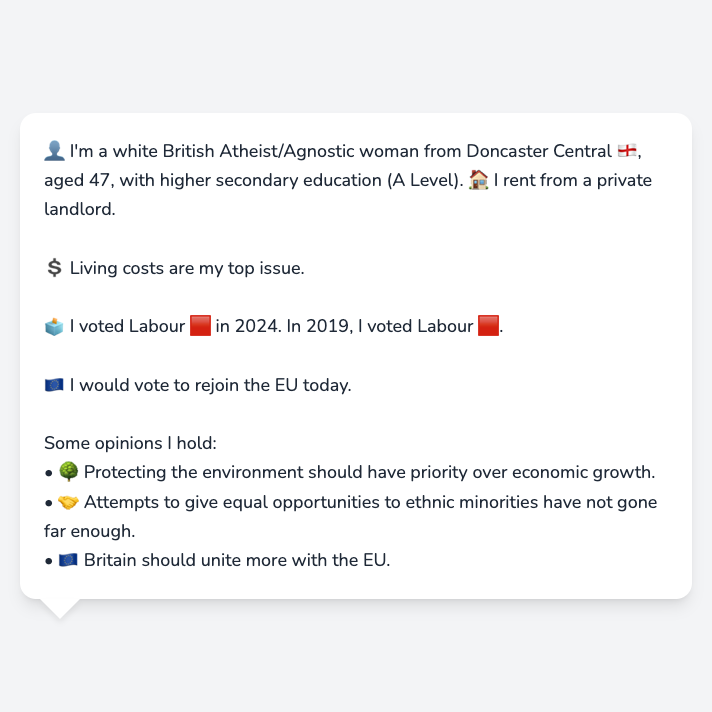 👤 I'm a white British Atheist/Agnostic woman from Doncaster Central 🏴󠁧󠁢󠁥󠁮󠁧󠁿,
aged 47, with higher secondary education (A Level). 🏠 I rent from a private
landlord.
💲 Living costs are my top issue.
🗳️ I voted Labour 🟥 in 2024. In 2019, I voted Labour 🟥.
🇪🇺 I would vote to rejoin the EU today.
Some opinions I hold:
• 🌳 Protecting the environment should have priority over economic growth.
• 🤝 Attempts to give equal opportunities to ethnic minorities have not gone
far enough.
• 🇪🇺 Britain should unite more with the EU.